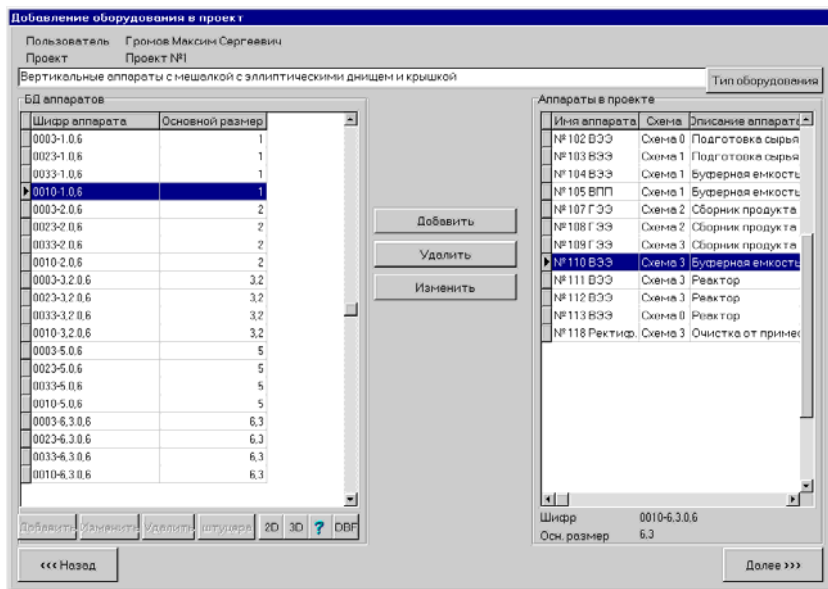 Добавление оборудования в проект
Пользователь Громов Максим Сергеевич
Проект Проект №1
Вертикальные аппараты с мешалкой с эллиптическими днищем и крышкой
Тип оборудования
БД аппаратов
Шифр аппарата Основной размер
0003-1.0,6 1
0023-1.0,6 1
0033-1.0,6 1
0010-1.0,6 1
0003-2.0,6 2
0023-2.0,6 2
0033-2.0,6 2
0010-2.0,6 2
0003-3,2.0,6 3,2
0023-3,2.0,6 3,2
0033-3,2.0,6 3,2
0010-3,2.0,6 3,2
0003-5.0,6 5
0023-5.0,6 5
0033-5.0,6 5
0010-5.0,6 5
0003-6,3.0,6 6,3
0023-6,3.0,6 6,3
0033-6,3.0,6 6,3
0010-6,3.0,6 6,3
Добавить Изменить Удалить штуцера 2D 3D ? DBF
Добавить
Удалить
Изменить
Аппараты в проекте
Имя аппарата Схема Описание аппарата
№102 ВЭЭ Схема 0 Подготовка сырья
№103 ВЭЭ Схема 1 Подготовка сырья
№104 ВЭЭ Схема 1 Буферная емкость
№105 ВПП Схема 1 Буферная емкость
№107 ГЭЭ Схема 2 Сборник продукта
№108 ГЭЭ Схема 2 Сборник продукта
№109 ГЭЭ Схема 3 Сборник продукта
№110 ВЭЭ Схема 3 Буферная емкость
№111 ВЭЭ Схема 3 Реактор
№112 ВЭЭ Схема 3 Реактор
№113 ВЭЭ Схема 0 Реактор
№118 Ректиф. Схема 3 Очистка от примес
Шифр 0010-6,3.0,6
Осн. размер 6,3
<<< Назад
Далее >>>